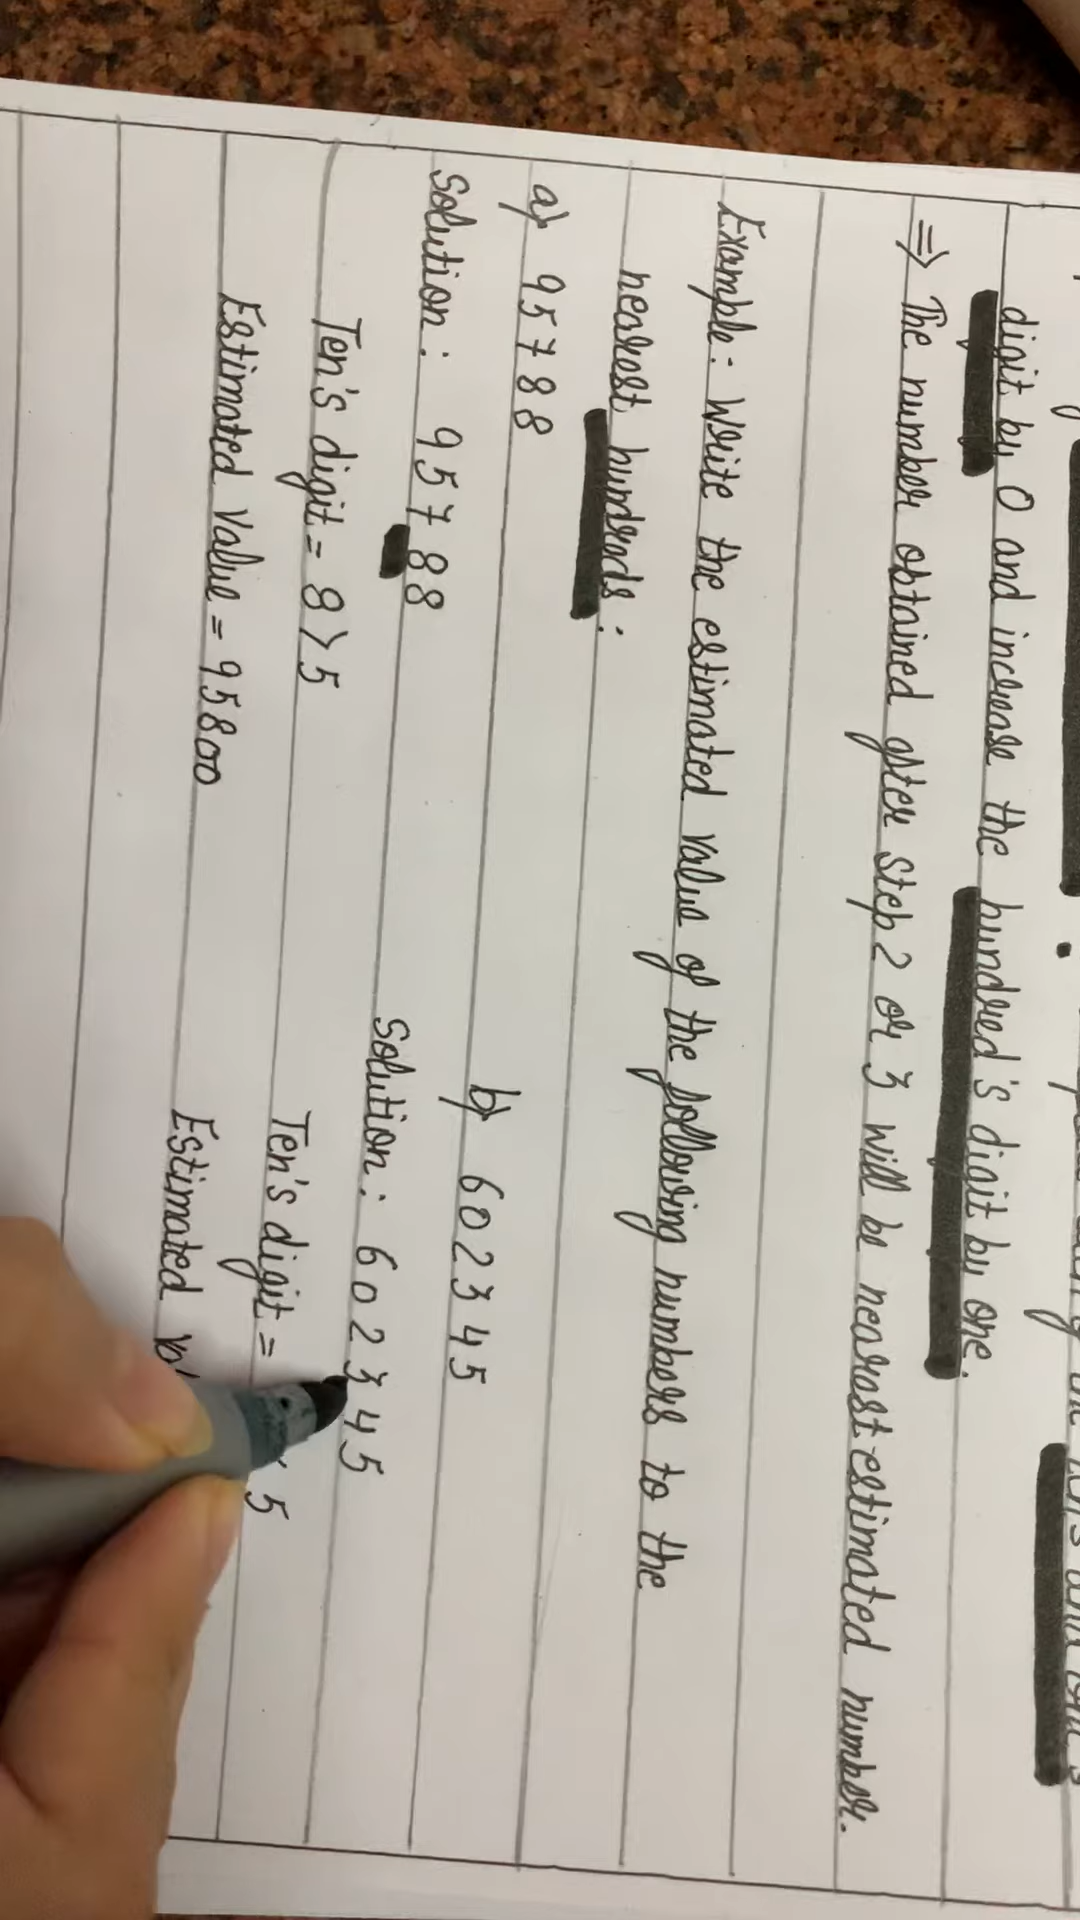 digit by 0 and increase the hundred's digit by one.
⇒ The number obtained after step 2 or 3 will be nearest estimated number.
Example: Write the estimated value of the following numbers to the
nearest hundreds:
a) 95788
b) 602345
Solution: 95788
Solution: 602345
Ten's digit = 8 > 5
Ten's digit = 5
Estimated value = 95800
Estimated